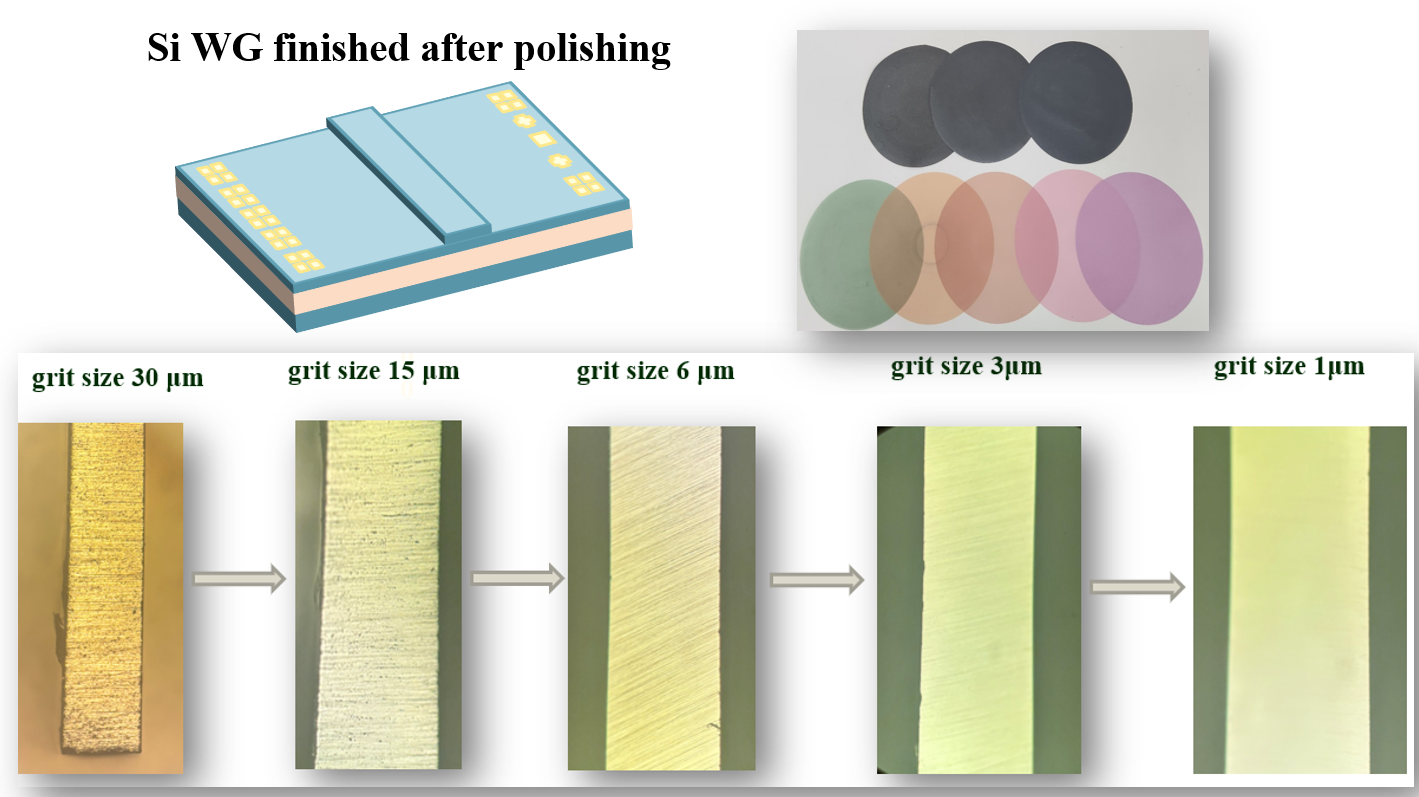 Si WG finished after polishing
grit size 30 μm
grit size 15 μm
grit size 6 μm
grit size 3μm
grit size 1μm